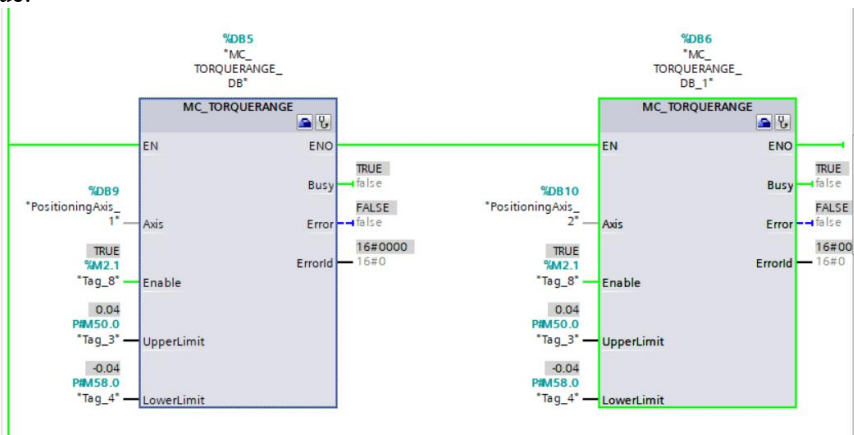 %DB5
"MC_
TORQUERANGE_
DB"
MC_TORQUERANGE
EN
ENO
TRUE
Busy
false
%DB9
"PositioningAxis_
1"
Axis
FALSE
Error
false
TRUE
%M2.1
"Tag_8"
Enable
16#0000
ErrorId
16#0
0.04
P#M50.0
"Tag_3"
UpperLimit
-0.04
P#M58.0
"Tag_4"
LowerLimit
%DB6
"MC_
TORQUERANGE_
DB_1"
MC_TORQUERANGE
EN
ENO
TRUE
Busy
false
%DB10
"PositioningAxis_
2"
Axis
FALSE
Error
false
TRUE
%M2.1
"Tag_8"
Enable
16#00
ErrorId
16#0
0.04
P#M50.0
"Tag_3"
UpperLimit
-0.04
P#M58.0
"Tag_4"
LowerLimit